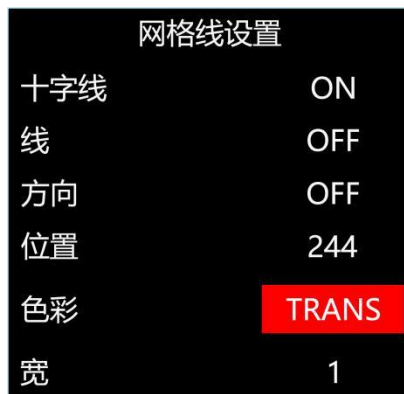 网格线设置
十字线 ON
线 OFF
方向 OFF
位置 244
色彩 TRANS
宽 1